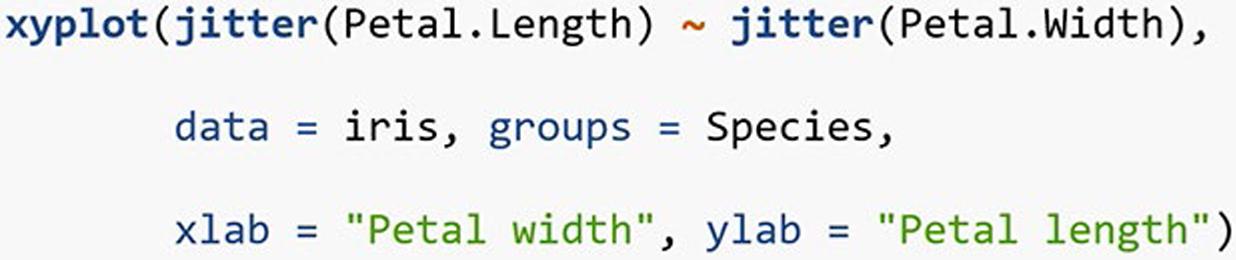 xyplot(jitter(Petal.Length) ~ jitter(Petal.Width),
data = iris, groups = Species,
xlab = "Petal width", ylab = "Petal length")